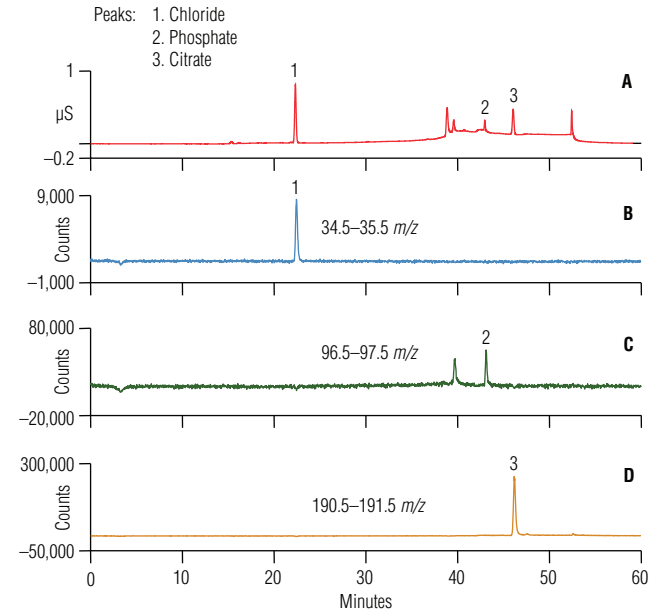 Peaks: 1. Chloride
2. Phosphate
3. Citrate
1
µS
–0.2
1
2
3
A
9,000
Counts
–1,000
1
34.5–35.5 m/z
B
80,000
Counts
–20,000
96.5–97.5 m/z
2
C
300,000
Counts
–50,000
190.5–191.5 m/z
3
D
0 10 20 30 40 50 60
Minutes